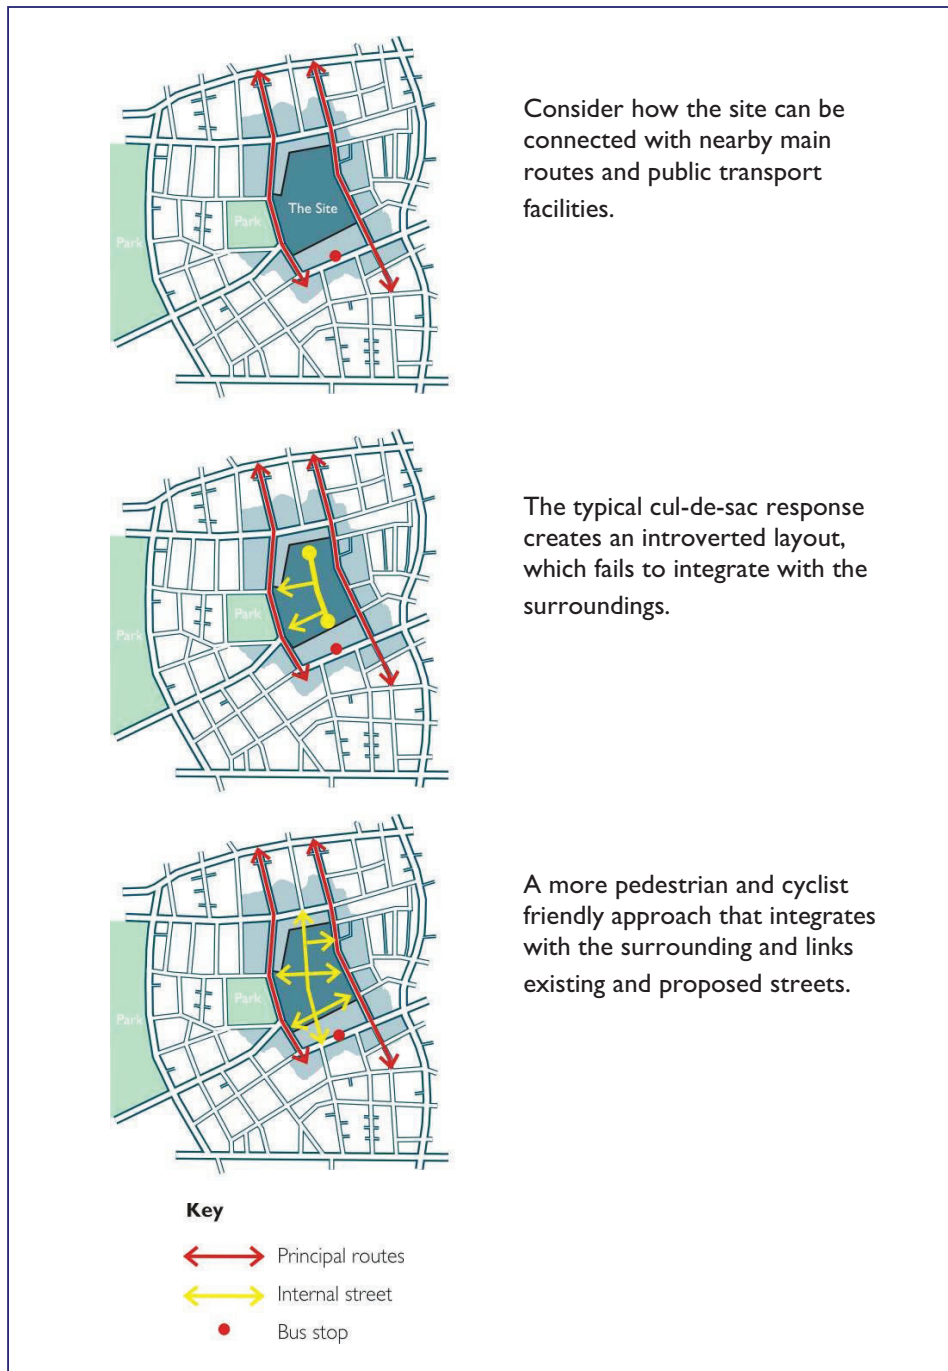 Consider how the site can be
connected with nearby main
routes and public transport
facilities.
The Site
Park
Park
The typical cul-de-sac response
creates an introverted layout,
which fails to integrate with the
surroundings.
Park
Park
A more pedestrian and cyclist
friendly approach that integrates
with the surrounding and links
existing and proposed streets.
Park
Park
Key
Principal routes
Internal street
Bus stop